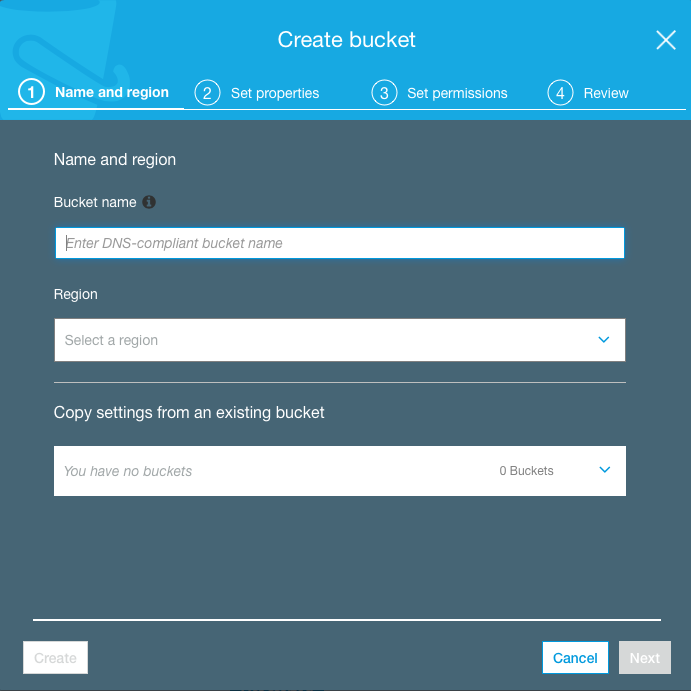 Create bucket
1 Name and region 2 Set properties 3 Set permissions 4 Review
Name and region
Bucket name i
Enter DNS-compliant bucket name
Region
Select a region
Copy settings from an existing bucket
You have no buckets 0 Buckets
Create Cancel Next